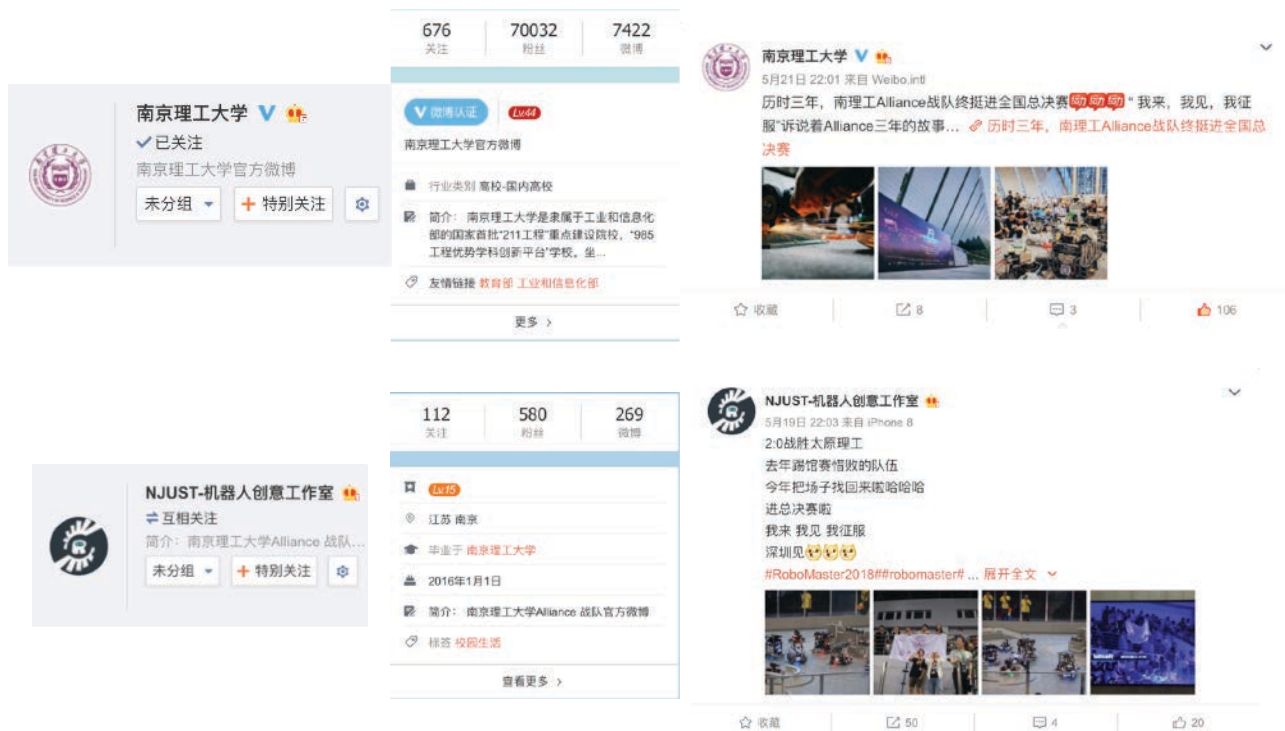 南京理工大学
已关注
南京理工大学官方微博
未分组
特别关注
676
70032
7422
关注
粉丝
微博
微博认证
Lv.44
南京理工大学官方微博
行业类别 高校-国内高校
简介: 南京理工大学是隶属于工业和信息化
部的国家首批“211工程”重点建设院校，“985
工程优势学科创新平台”学校。坐...
友情链接 教育部 工业和信息化部
更多 >
南京理工大学
5月21日 22:01 来自 Weibo.intl
历时三年，南理工Alliance战队终挺进全国总决赛 “ 我来，我见，我征
服”诉说着Alliance三年的故事... 历时三年，南理工Alliance战队终挺进全国总
决赛
收藏
8
3
106
NJUST-机器人创意工作室
互相关注
简介: 南京理工大学Alliance 战队...
未分组
特别关注
112
580
269
关注
粉丝
微博
Lv.15
江苏 南京
毕业于 南京理工大学
2016年1月1日
简介: 南京理工大学Alliance 战队官方微博
标签 校园生活
查看更多 >
NJUST-机器人创意工作室
5月19日 22:03 来自 iPhone 8
2:0战胜太原理工
去年踢馆赛惜败的队伍
今年把场子找回来啦哈哈哈
进总决赛啦
我来 我见 我征服
深圳见
#RoboMaster2018##robomaster# ... 展开全文
收藏
50
4
20